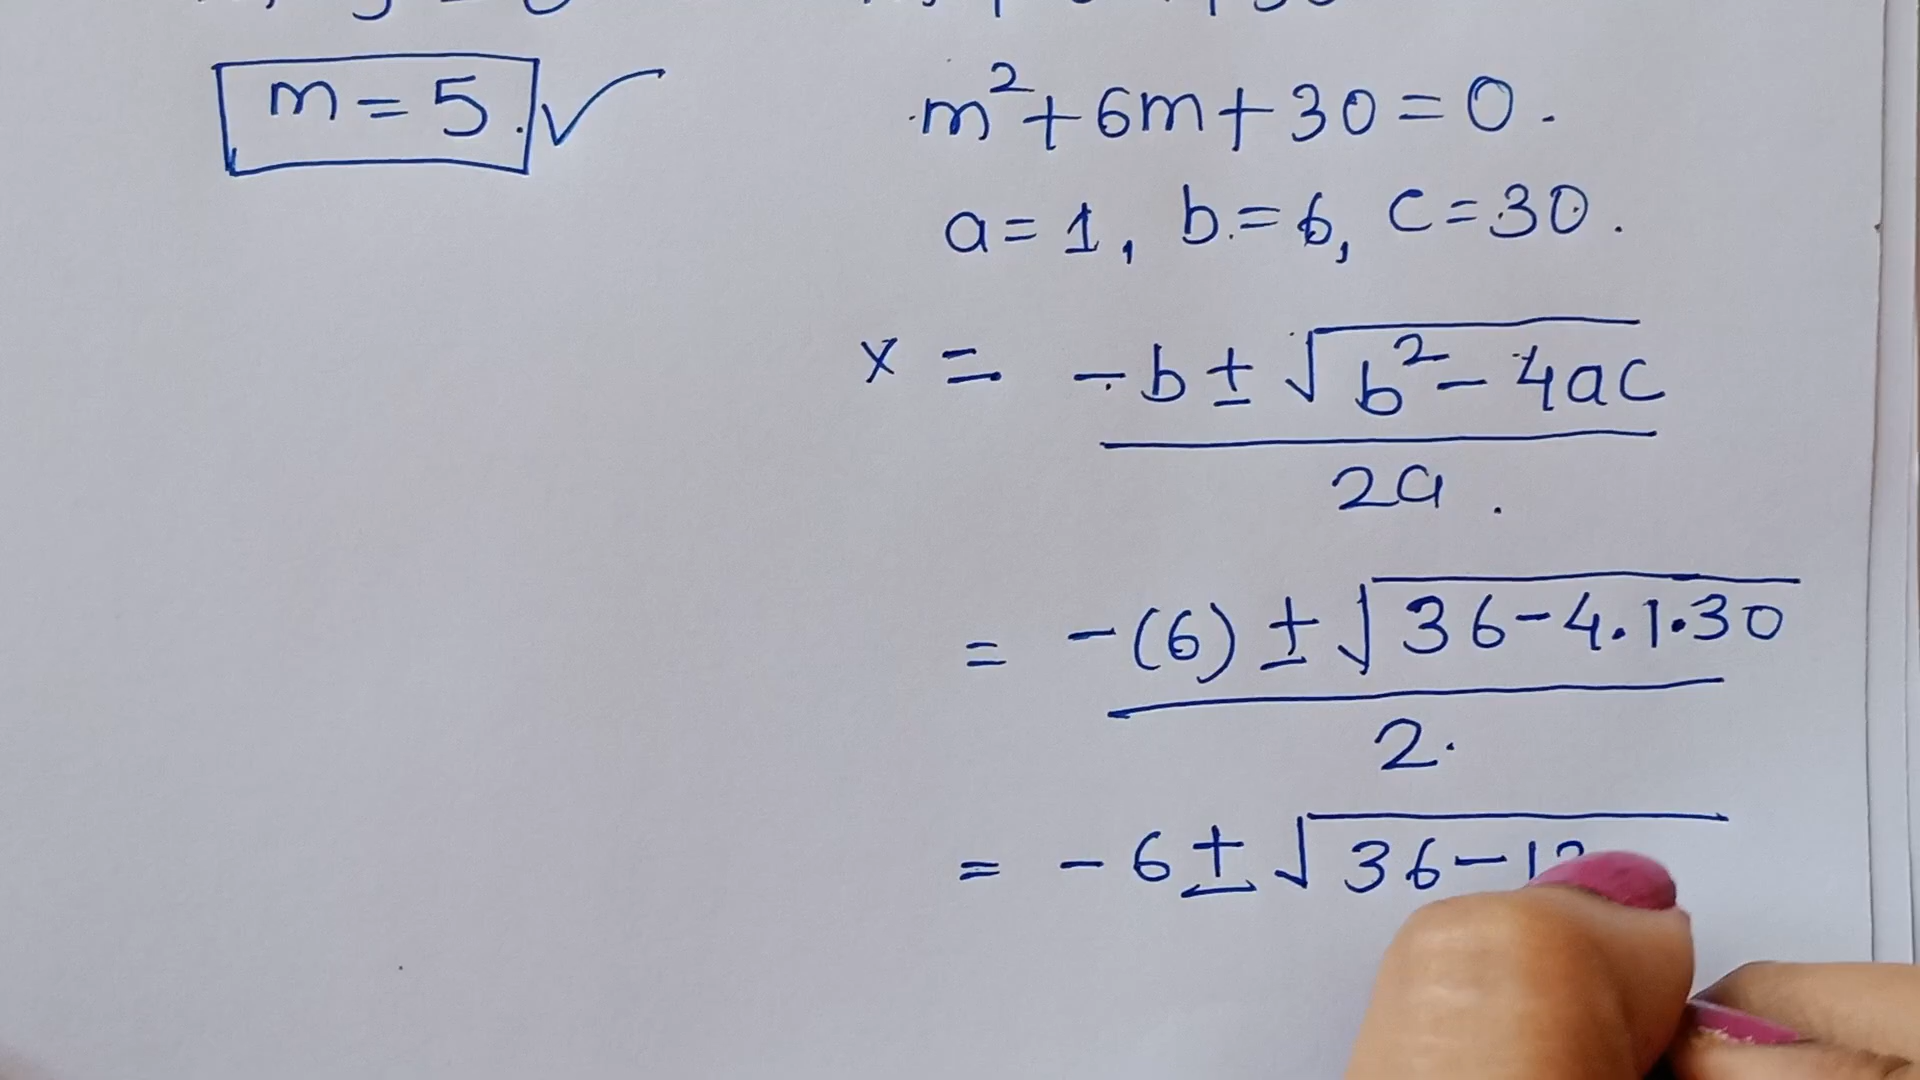 m = 5.✓
m²+6m+30=0.
a=1, b=6, c=30.
x = -b±√b²-4ac
2a.
= -(6)±√36-4.1.30
2.
= -6±√36-12